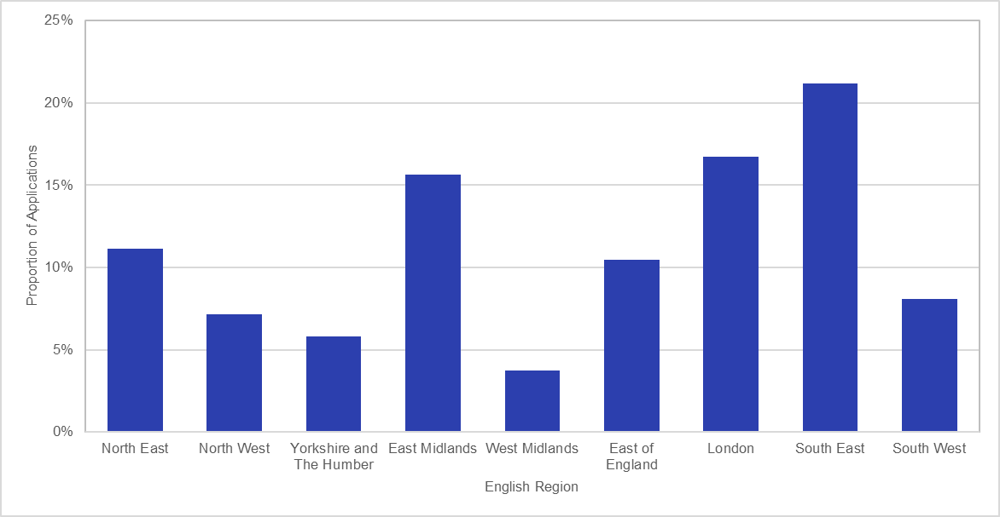 25%
20%
15%
10%
5%
0%
Proportion of Applications
North East
North West
Yorkshire and
The Humber
East Midlands
West Midlands
East of
England
London
South East
South West
English Region